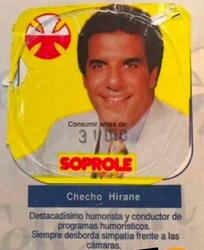 Consumir antes de:
31 DIC
SOPROLE
Checho Hirane
Destacadísimo humorista y conductor de
programas humorísticos.
Siempre desborda simpatía frente a las
cámaras.